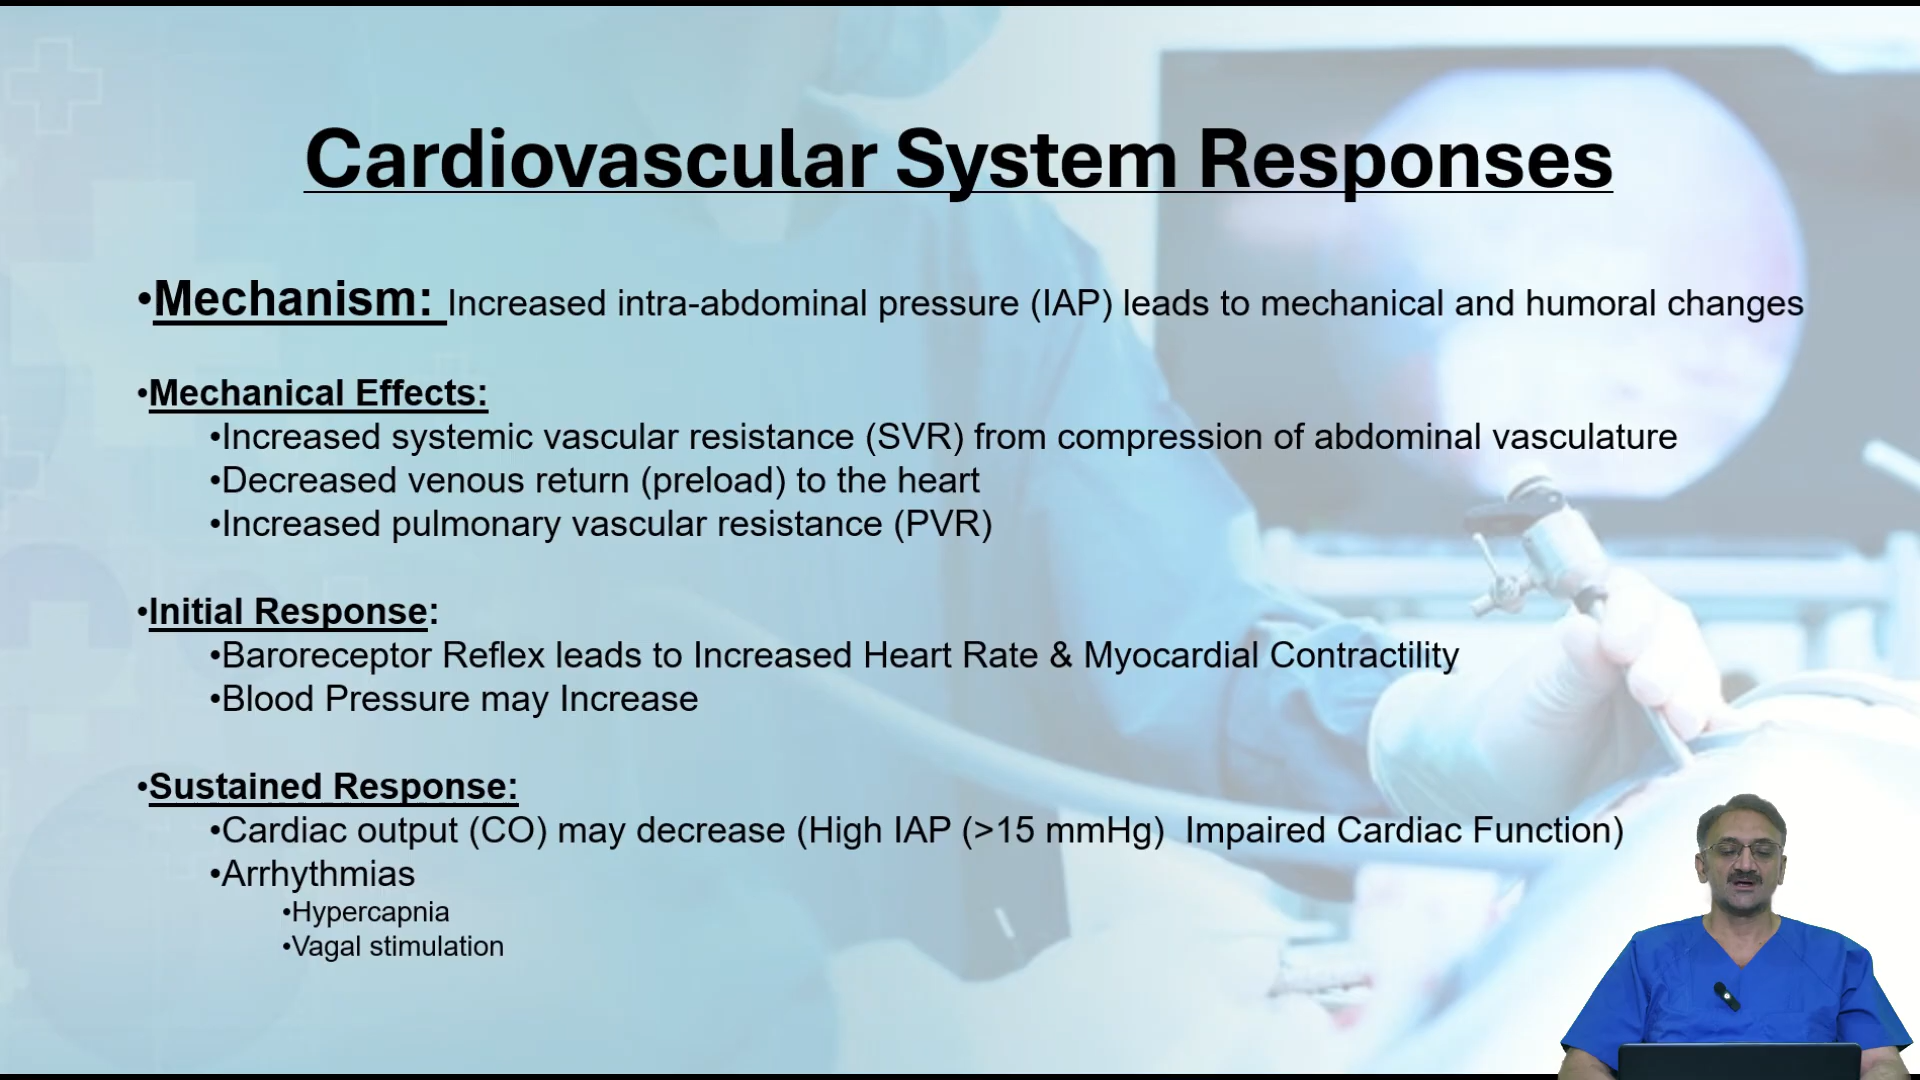 Cardiovascular System Responses
•Mechanism: Increased intra-abdominal pressure (IAP) leads to mechanical and humoral changes
•Mechanical Effects:
•Increased systemic vascular resistance (SVR) from compression of abdominal vasculature
•Decreased venous return (preload) to the heart
•Increased pulmonary vascular resistance (PVR)
•Initial Response:
•Baroreceptor Reflex leads to Increased Heart Rate & Myocardial Contractility
•Blood Pressure may Increase
•Sustained Response:
•Cardiac output (CO) may decrease (High IAP (>15 mmHg)  Impaired Cardiac Function)
•Arrhythmias
•Hypercapnia
•Vagal stimulation